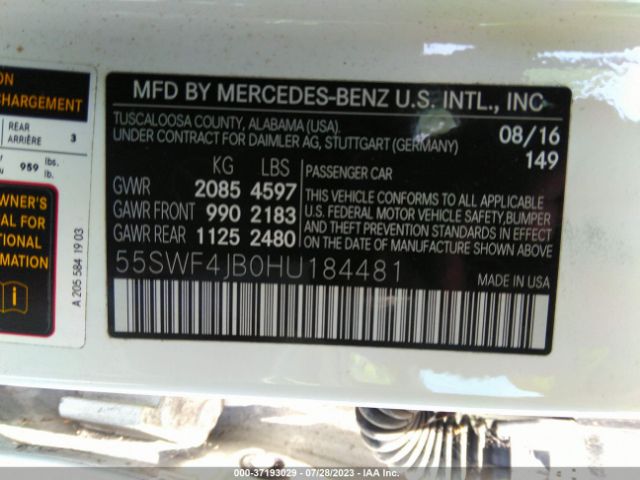 ON
CHARGEMENT
REAR
ARRIÈRE 3
959 lbs.
lb.
WNER'S
AL FOR
TIONAL
i
A 205 584 19 03
MFD BY MERCEDES-BENZ U.S. INTL., INC
TUSCALOOSA COUNTY, ALABAMA (USA).
UNDER CONTRACT FOR DAIMLER AG, STUTTGART (GERMANY)
08/16
149
KG LBS
GVWR 2085 4597
GAWR FRONT 990 2183
GAWR REAR 1125 2480
PASSENGER CAR
THIS VEHICLE CONFORMS TO ALL APPLICABLE
U.S. FEDERAL MOTOR VEHICLE SAFETY,BUMPER
AND THEFT PREVENTION STANDARDS IN EFFECT
ON THE DATE OF MANUFACTURE SHOWN ABOVE.
55SWF4JB0HU184481
MADE IN USA
000-37193029 - 07/28/2023 - IAA Inc.